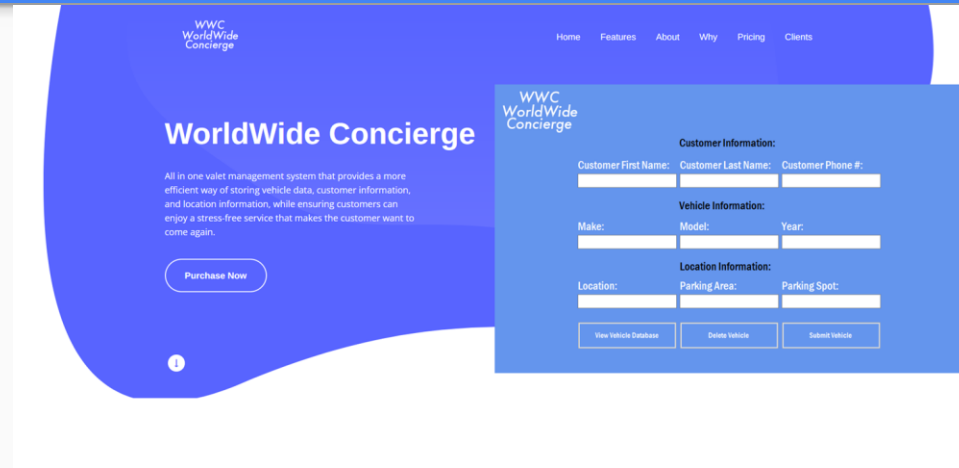 WWC
WorldWide
Concierge
Home Features About Why Pricing Clients
WorldWide Concierge
All in one valet management system that provides a more
efficient way of storing vehicle data, customer information,
and location information, while ensuring customers can
enjoy a stress-free service that makes the customer want to
come again.
Purchase Now
WWC
WorldWide
Concierge
Customer Information:
Customer First Name: Customer Last Name: Customer Phone #:
Vehicle Information:
Make: Model: Year:
Location Information:
Location: Parking Area: Parking Spot:
View Vehicle Database Delete Vehicle Submit Vehicle